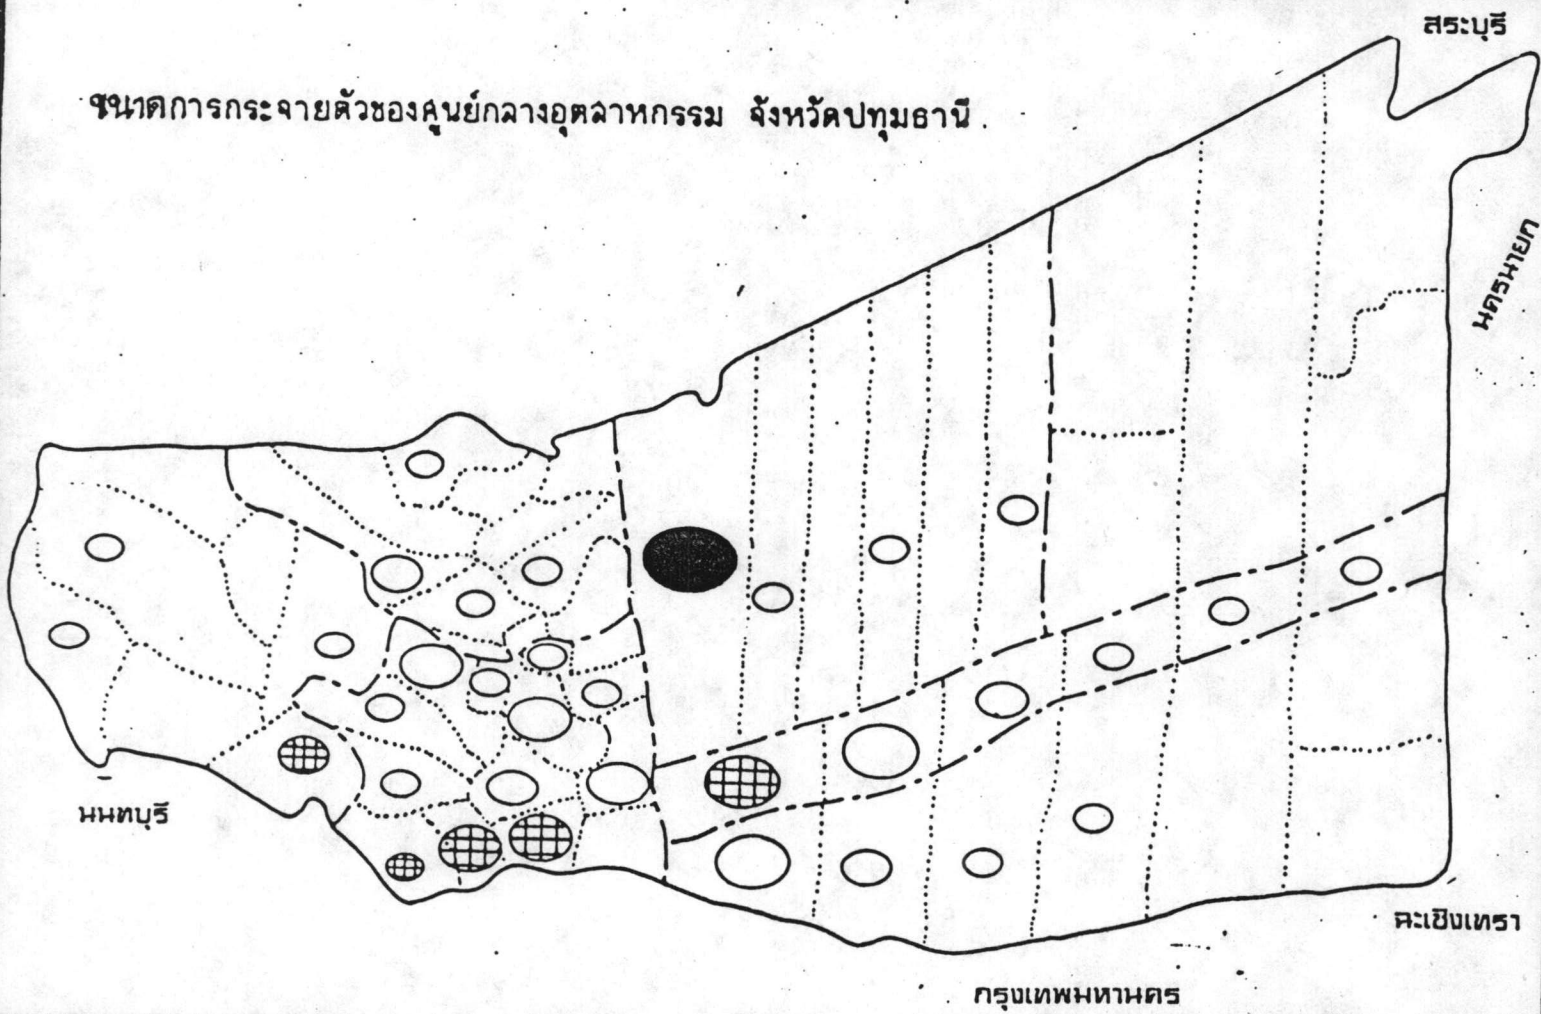 สระบุรี
ขนาดการกระจายตัวของศูนย์กลางอุตสาหกรรม จังหวัดปทุมธานี
นครนายก
นนทบุรี
ฉะเชิงเทรา
กรุงเทพมหานคร